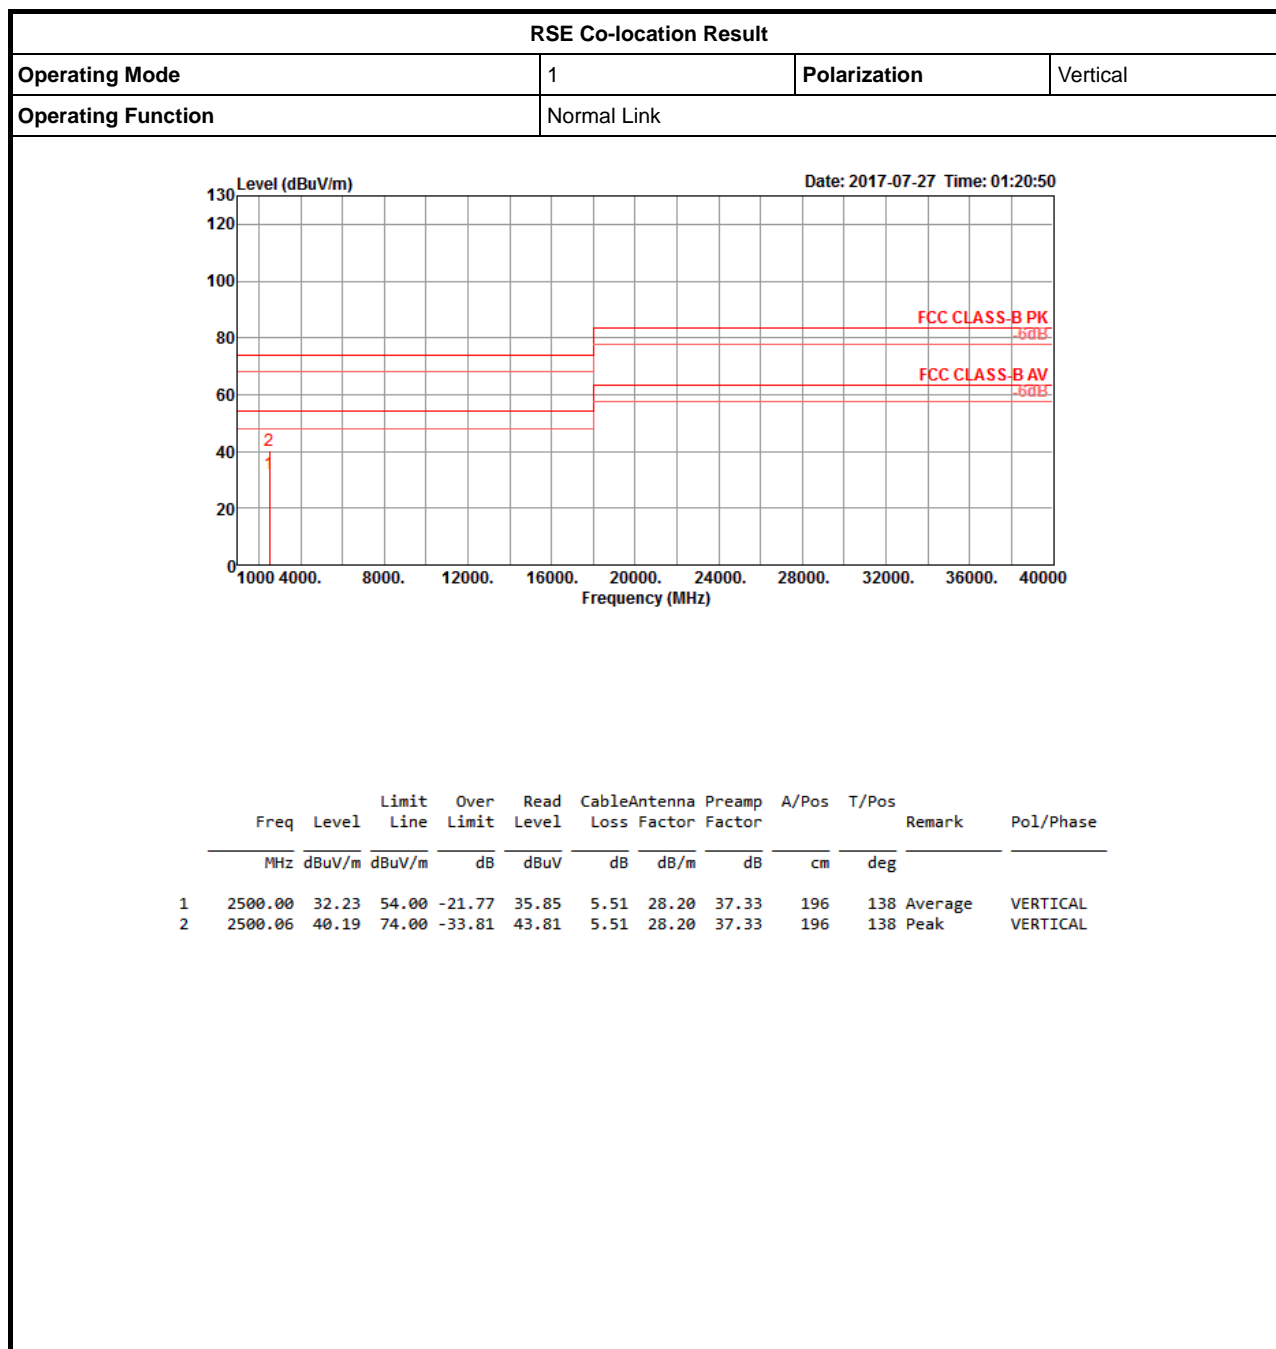 RSE Co-location Result
Operating Mode 1 Polarization Vertical
Operating Function Normal Link
Level (dBuV/m) Date: 2017-07-27 Time: 01:20:50
130
120
100
FCC CLASS-B PK
80
-6dB
FCC CLASS-B AV
60
-6dB
2
40
1
20
0
1000 4000. 8000. 12000. 16000. 20000. 24000. 28000. 32000. 36000. 40000
Frequency (MHz)
Limit Over Read CableAntenna Preamp A/Pos T/Pos
Freq Level Line Limit Level Loss Factor Factor Remark Pol/Phase
MHz dBuV/m dBuV/m dB dBuV dB dB/m dB cm deg
1 2500.00 32.23 54.00 -21.77 35.85 5.51 28.20 37.33 196 138 Average VERTICAL
2 2500.06 40.19 74.00 -33.81 43.81 5.51 28.20 37.33 196 138 Peak VERTICAL